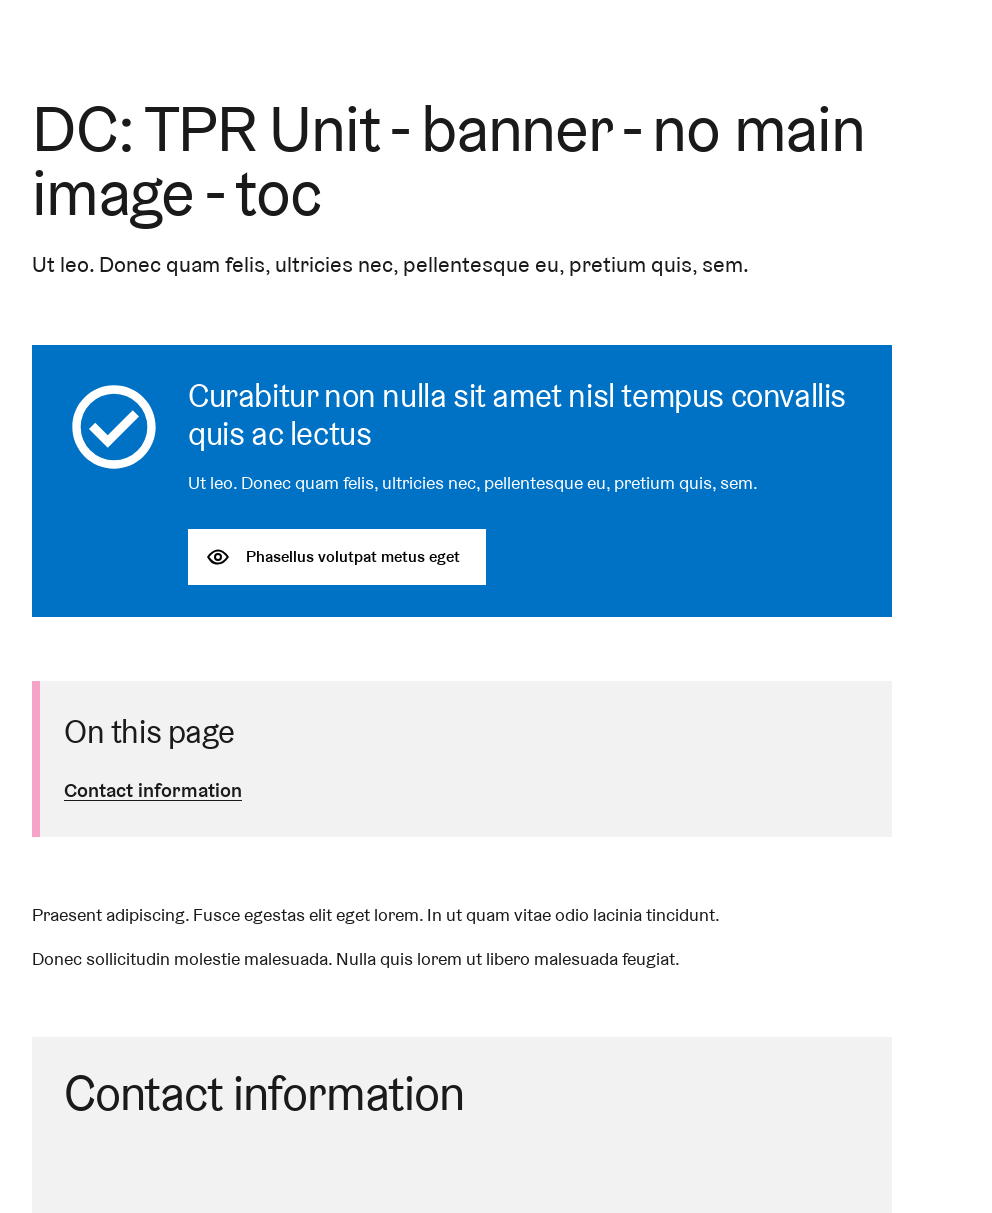 DC: TPR Unit - banner - no main
image - toc
Ut leo. Donec quam felis, ultricies nec, pellentesque eu, pretium quis, sem.
Curabitur non nulla sit amet nisl tempus convallis
quis ac lectus
Ut leo. Donec quam felis, ultricies nec, pellentesque eu, pretium quis, sem.
Phasellus volutpat metus eget
On this page
Contact information
Praesent adipiscing. Fusce egestas elit eget lorem. In ut quam vitae odio lacinia tincidunt.
Donec sollicitudin molestie malesuada. Nulla quis lorem ut libero malesuada feugiat.
Contact information